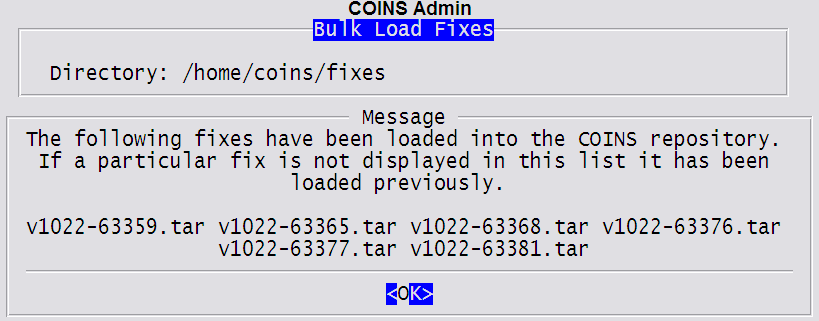 COINS Admin
Bulk Load Fixes
Directory: /home/coins/fixes
Message
The following fixes have been loaded into the COINS repository.
If a particular fix is not displayed in this list it has been
loaded previously.
v1022-63359.tar v1022-63365.tar v1022-63368.tar v1022-63376.tar
v1022-63377.tar v1022-63381.tar
<OK>